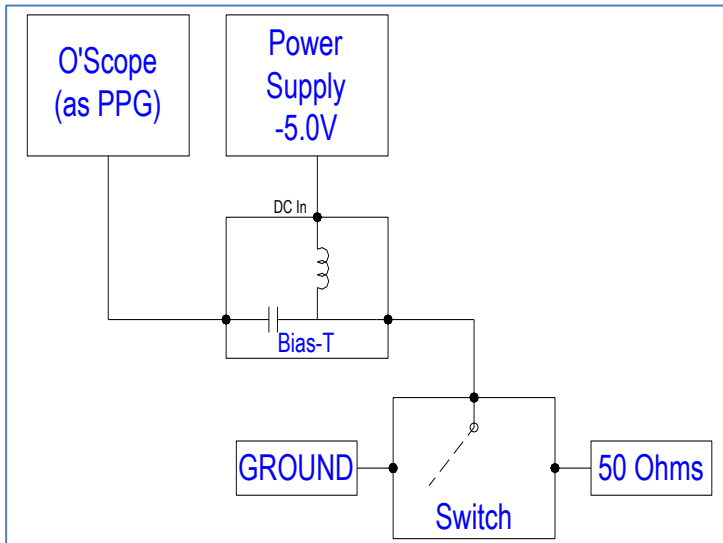 O'Scope
(as PPG)
Power
Supply
-5.0V
DC In
Bias-T
GROUND
50 Ohms
Switch